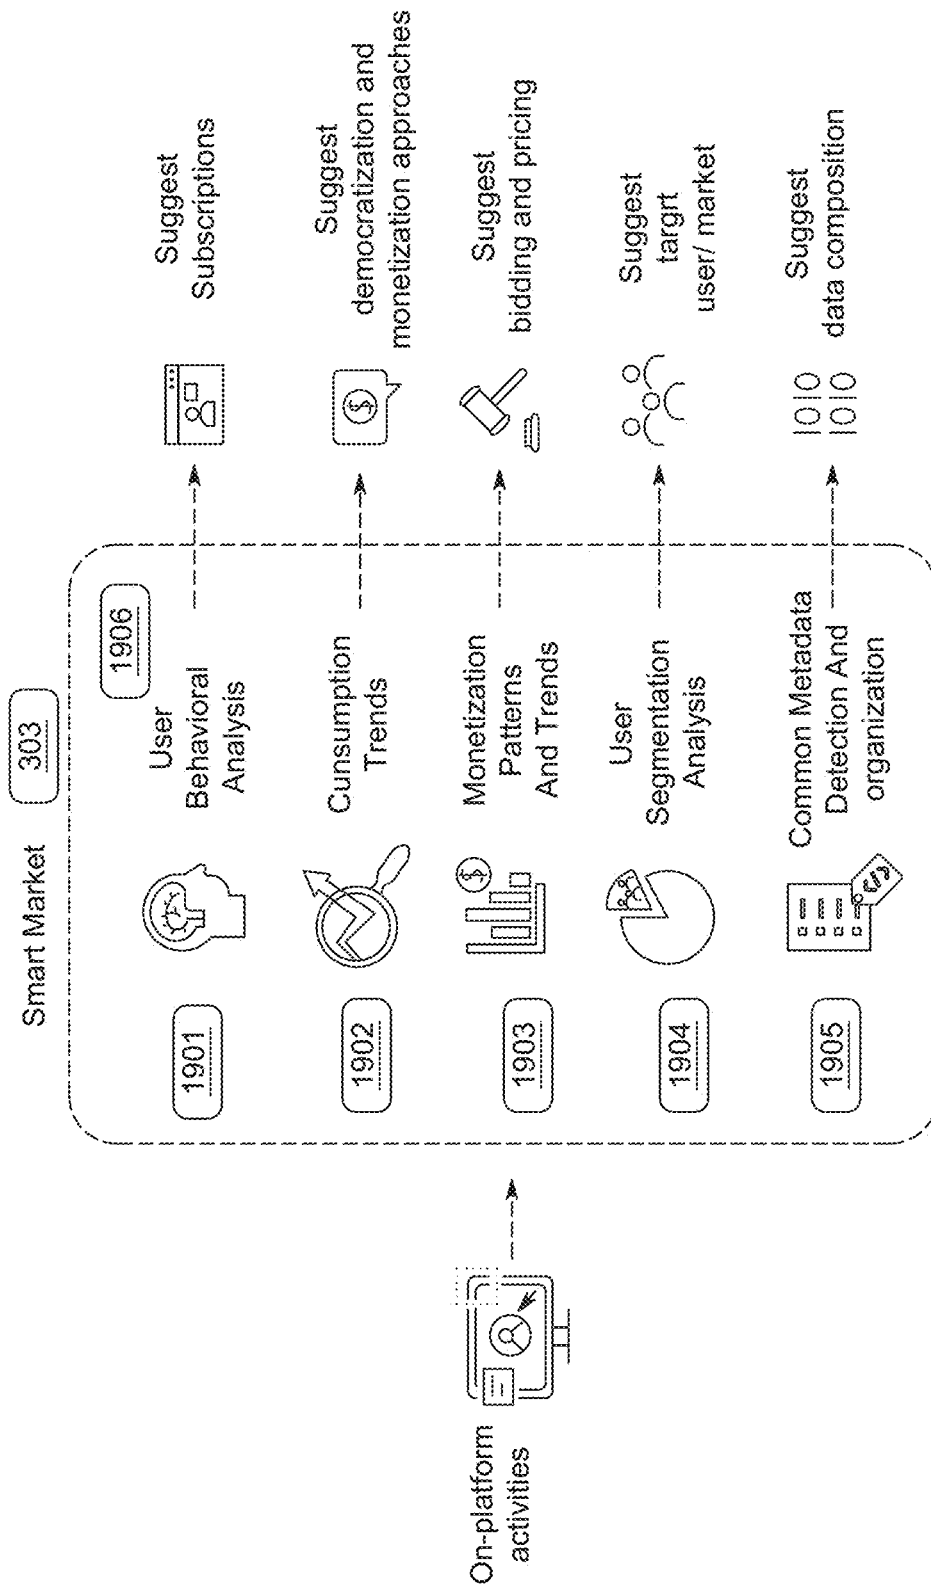 Smart Market
303
1906
On-platform
activities
1901
User
Behavioral
Analysis
Suggest
Subscriptions
1902
Cunsumption
Trends
Suggest
democratization and
monetization approaches
1903
Monetization
Patterns
And Trends
Suggest
bidding and pricing
1904
User
Segmentation
Analysis
Suggest
targrt
user/ market
1905
Common Metadata
Detection And
organization
Suggest
data composition
$
$
</>
1010
1010